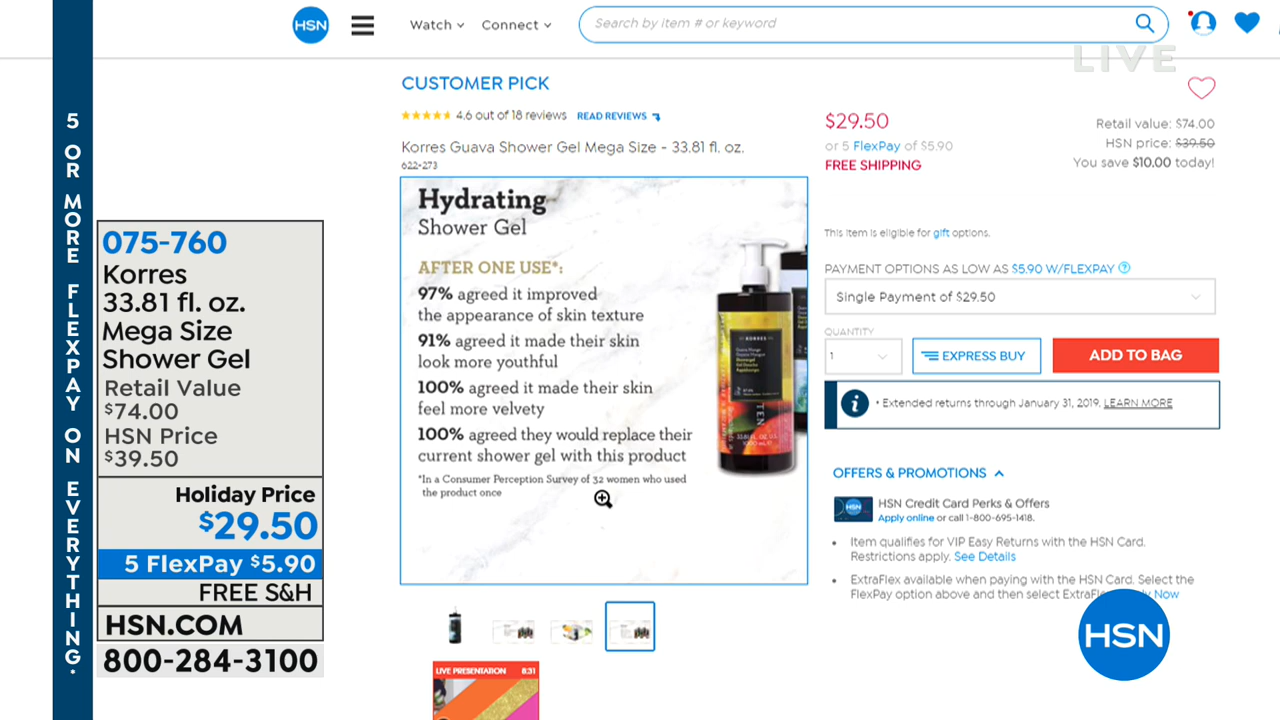 HSN
Watch
Connect
Search by item # or keyword
LIVE
CUSTOMER PICK
4.6 out of 18 reviews READ REVIEWS
Korres Guava Shower Gel Mega Size - 33.81 fl. oz.
622-273
Hydrating
Shower Gel
AFTER ONE USE*:
97% agreed it improved
the appearance of skin texture
91% agreed it made their skin
look more youthful
100% agreed it made their skin
feel more velvety
100% agreed they would replace their
current shower gel with this product
*In a Consumer Perception Survey of 32 women who used
the product once
KORRES
$29.50
or 5 FlexPay of $5.90
FREE SHIPPING
Retail value: $74.00
HSN price: $39.50
You save $10.00 today!
This item is eligible for gift options.
PAYMENT OPTIONS AS LOW AS $5.90 W/FLEXPAY
Single Payment of $29.50
QUANTITY
1
EXPRESS BUY
ADD TO BAG
• Extended returns through January 31, 2019. LEARN MORE
OFFERS & PROMOTIONS
HSN
HSN Credit Card Perks & Offers
Apply online or call 1-800-695-1418.
• Item qualifies for VIP Easy Returns with the HSN Card.
Restrictions apply. See Details
• ExtraFlex available when paying with the HSN Card. Select the
FlexPay option above and then select Now
HSN
LIVE PRESENTATION 8:31
5 OR MORE FLEXPAY ON EVERYTHING.*
075-760
Korres
33.81 fl. oz.
Mega Size
Shower Gel
Retail Value
$74.00
HSN Price
$39.50
Holiday Price
$29.50
5 FlexPay $5.90
FREE S&H
HSN.COM
800-284-3100